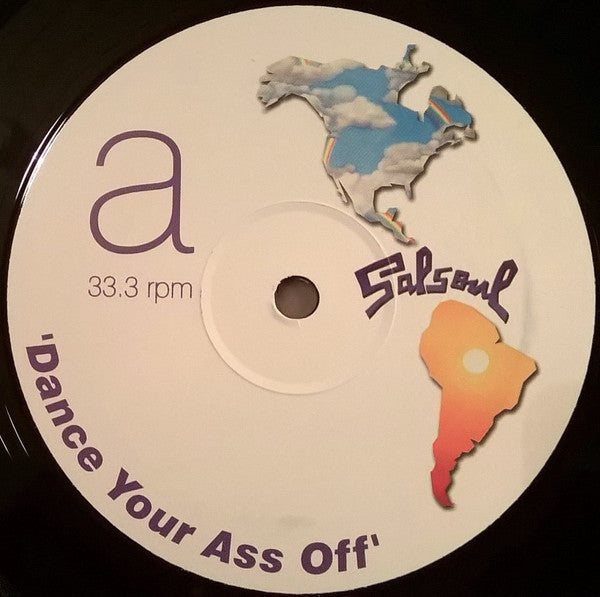 a
33.3 rpm
Salsoul
'Dance Your Ass Off'